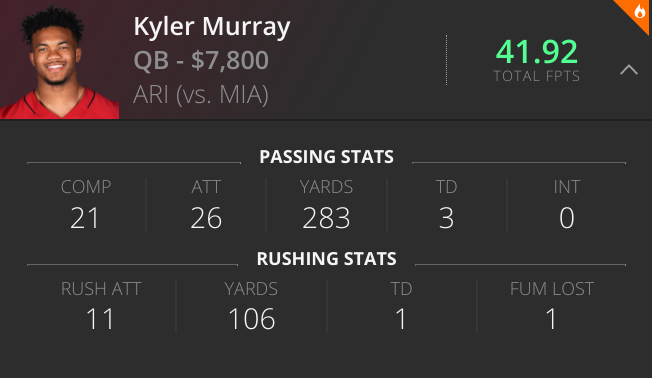 Kyler Murray
QB - $7,800
ARI (vs. MIA)
41.92
TOTAL FPTS
PASSING STATS
COMP ATT YARDS TD INT
21 26 283 3 0
RUSHING STATS
RUSH ATT YARDS TD FUM LOST
11 106 1 1